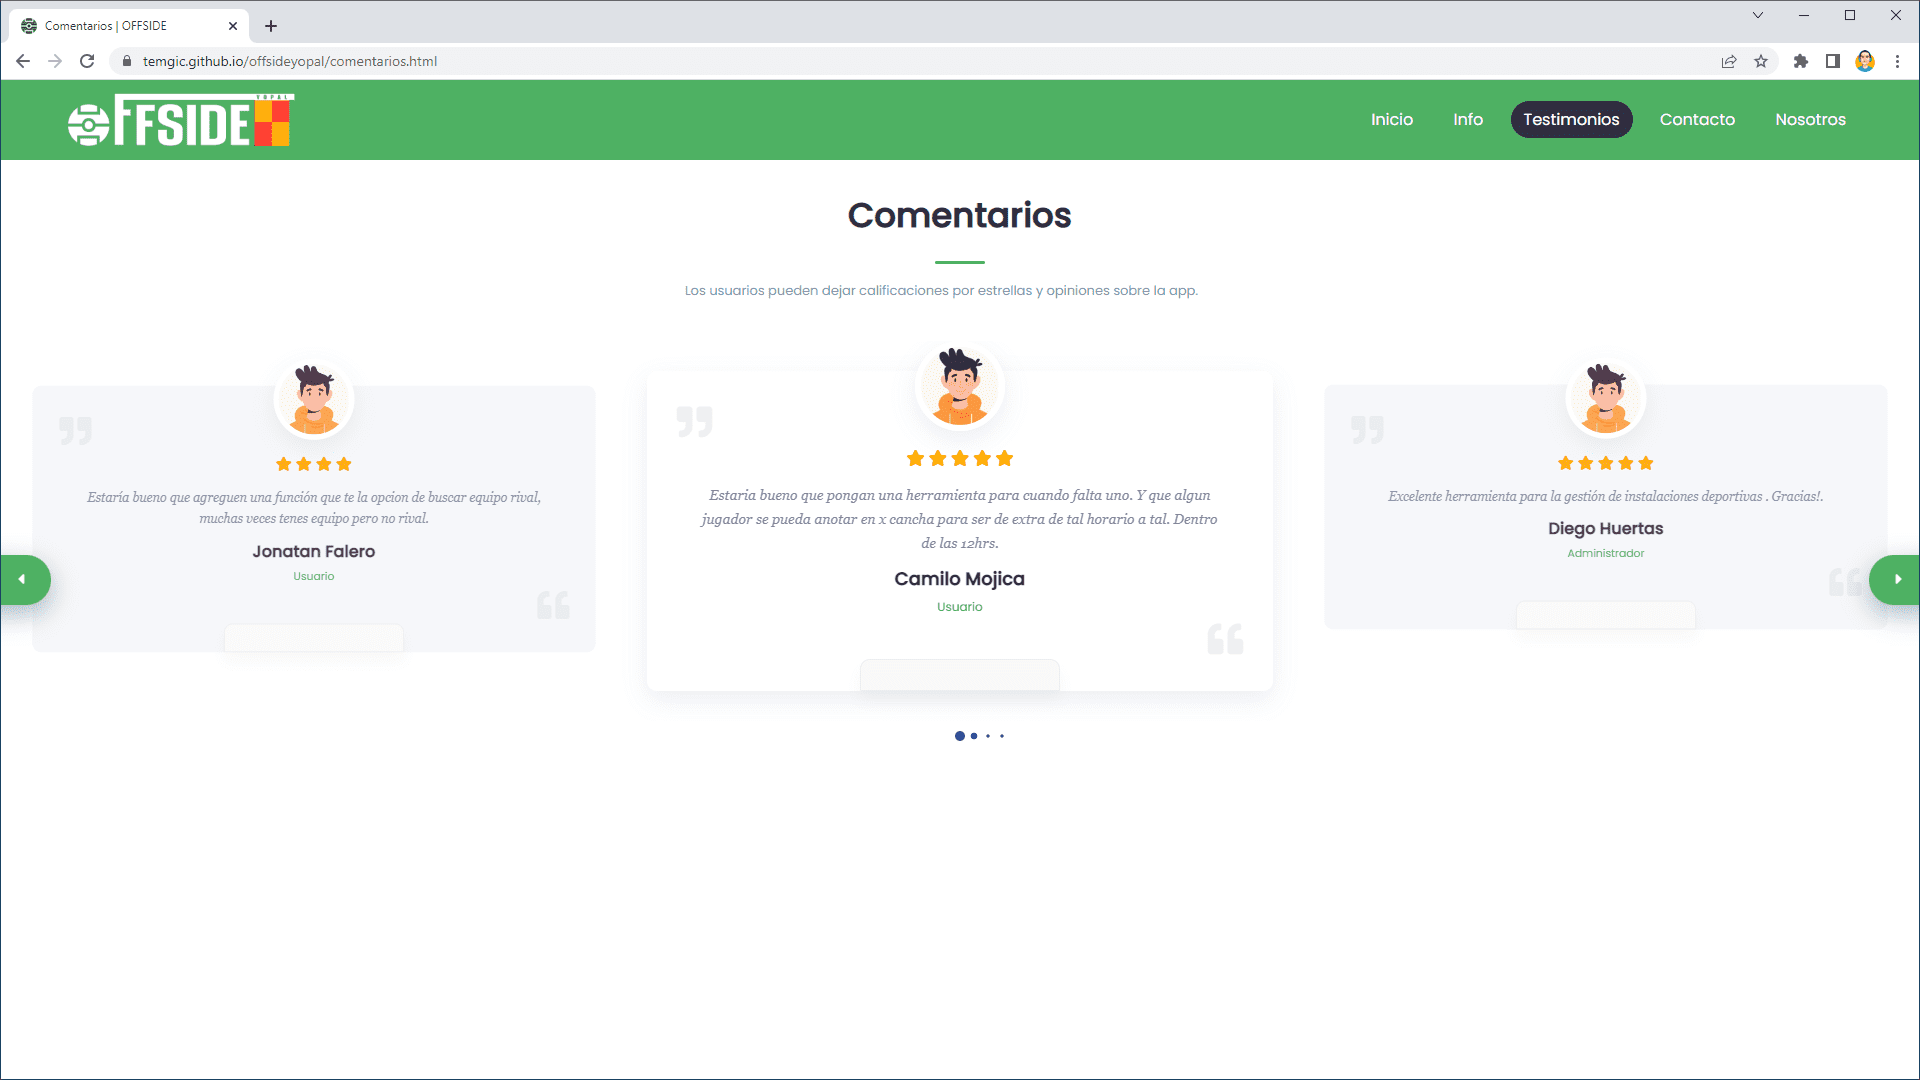 Comentarios | OFFSIDE
temgic.github.io/offsideyopal/comentarios.html
YOPAL
OFFSIDE
Inicio
Info
Testimonios
Contacto
Nosotros
Comentarios
Los usuarios pueden dejar calificaciones por estrellas y opiniones sobre la app.
Estaría bueno que agreguen una función que te la opcion de buscar equipo rival,
muchas veces tenes equipo pero no rival.
Jonatan Falero
Usuario
Estaria bueno que pongan una herramienta para cuando falta uno. Y que algun
jugador se pueda anotar en x cancha para ser de extra de tal horario a tal. Dentro
de las 12hrs.
Camilo Mojica
Usuario
Excelente herramienta para la gestión de instalaciones deportivas . Gracias!.
Diego Huertas
Administrador